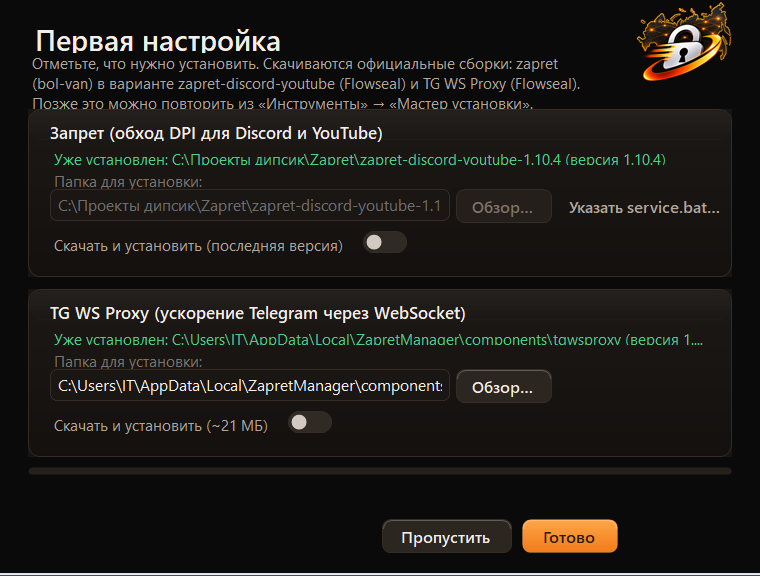 Первая настройка
Отметьте, что нужно установить. Скачиваются официальные сборки: zapret
(bol-van) в варианте zapret-discord-youtube (Flowseal) и TG WS Proxy (Flowseal).
Позже это можно повторить из «Инструменты» → «Мастер установки».
Запрет (обход DPI для Discord и YouTube)
Уже установлен: C:\Проекты дипсик\Zapret\zapret-discord-youtube-1.10.4 (версия 1.10.4)
Папка для установки:
C:\Проекты дипсик\Zapret\zapret-discord-youtube-1.1 Обзор... Указать service.bat...
Скачать и установить (последняя версия)
TG WS Proxy (ускорение Telegram через WebSocket)
Уже установлен: C:\Users\IT\AppData\Local\ZapretManager\components\tgwsproxy (версия 1....
Папка для установки:
C:\Users\IT\AppData\Local\ZapretManager\components Обзор...
Скачать и установить (~21 МБ)
Пропустить Готово